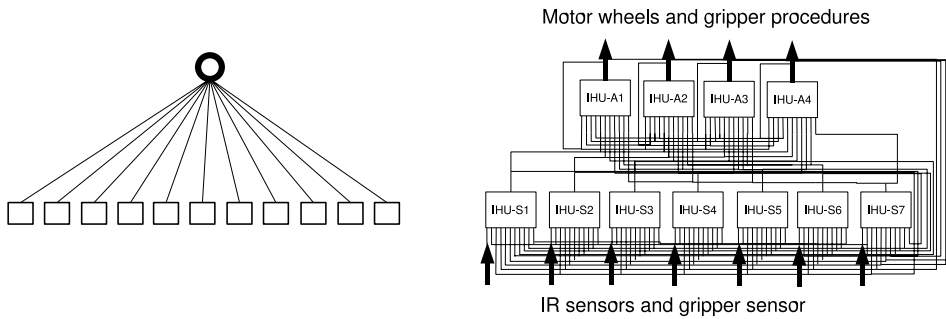 Motor wheels and gripper procedures
IHU-A1 IHU-A2 IHU-A3 IHU-A4
IHU-S1 IHU-S2 IHU-S3 IHU-S4 IHU-S5 IHU-S6 IHU-S7
IR sensors and gripper sensor